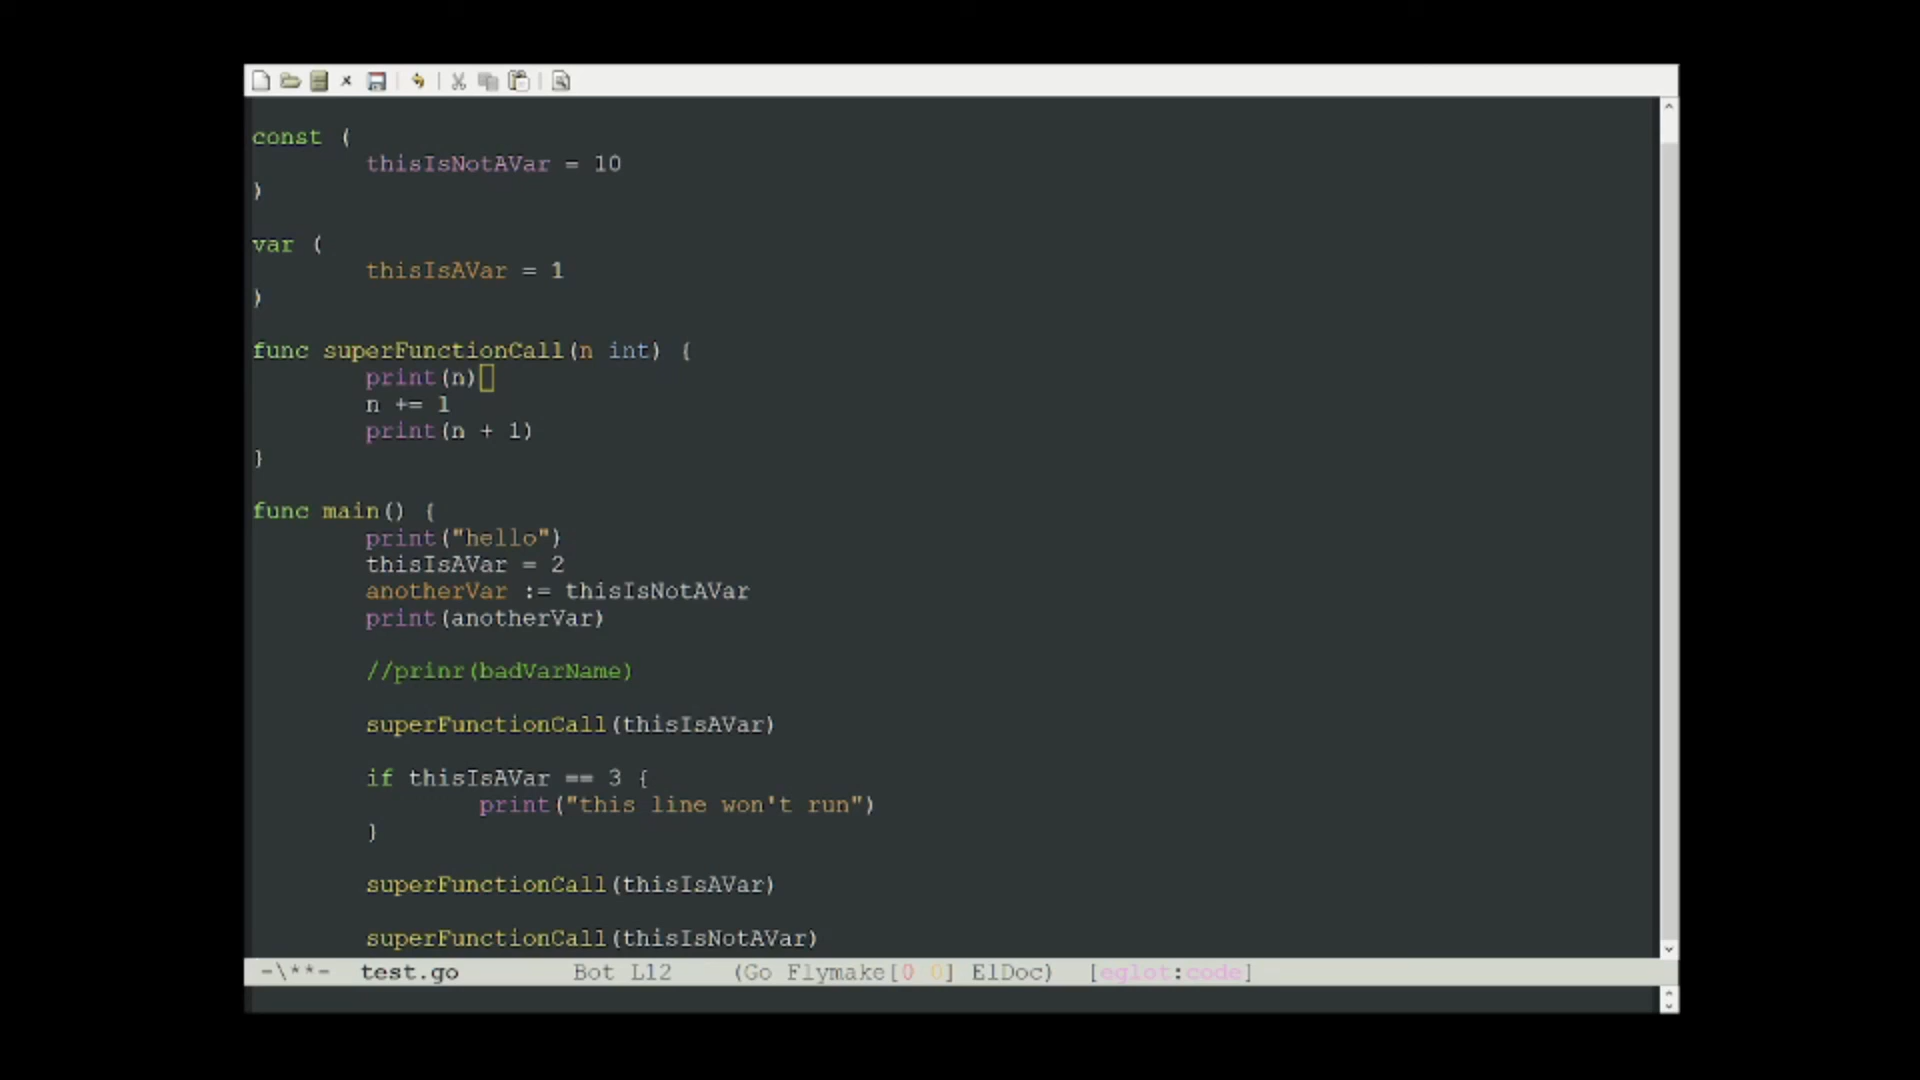 const (
        thisIsNotAVar = 10
)
var (
        thisIsAVar = 1
)
func superFunctionCall(n int) {
        print(n)
        n += 1
        print(n + 1)
}
func main() {
        print("hello")
        thisIsAVar = 2
        anotherVar := thisIsNotAVar
        print(anotherVar)
        //prinr(badVarName)
        superFunctionCall(thisIsAVar)
        if thisIsAVar == 3 {
                print("this line won't run")
        }
        superFunctionCall(thisIsAVar)
        superFunctionCall(thisIsNotAVar)
-\**-  test.go        Bot L12    (Go Flymake[0 0] ElDoc)  [eglot:code]